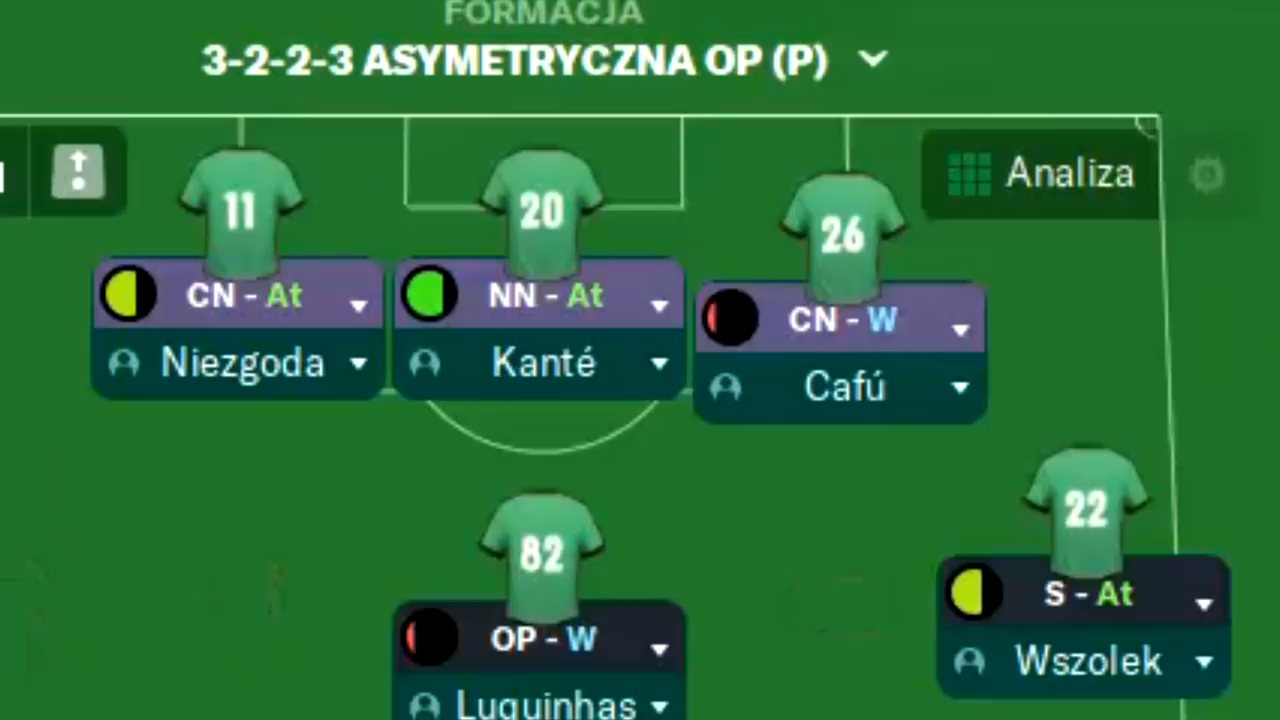 FORMACJA
3-2-2-3 ASYMETRYCZNA OP (P)
Analiza
11
20
26
CN - At
NN - At
CN - W
Niezgoda
Kanté
Cafú
22
82
S - At
OP - W
Wszolek
Luquinhas